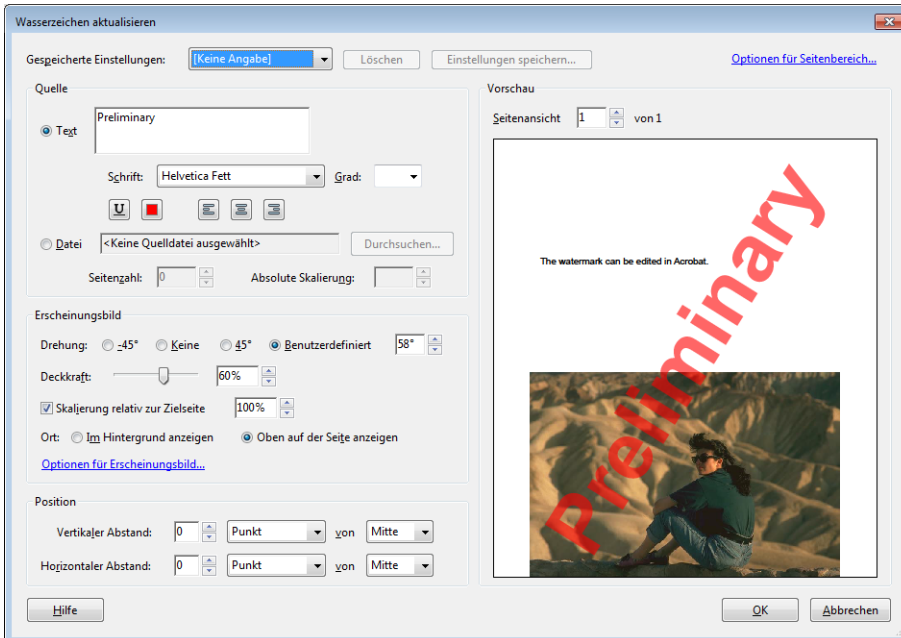 Wasserzeichen aktualisieren
Gespeicherte Einstellungen: [Keine Angabe] Löschen Einstellungen speichern... Optionen für Seitenbereich...
Quelle
Text Preliminary
Schrift: Helvetica Fett Grad:
U
Datei <Keine Quelldatei ausgewählt> Durchsuchen...
Seitenzahl: 0 Absolute Skalierung:
Erscheinungsbild
Drehung: -45° Keine 45° Benutzerdefiniert 58°
Deckkraft: 60%
Skalierung relativ zur Zielseite 100%
Ort: Im Hintergrund anzeigen Oben auf der Seite anzeigen
Optionen für Erscheinungsbild...
Position
Vertikaler Abstand: 0 Punkt von Mitte
Horizontaler Abstand: 0 Punkt von Mitte
Vorschau
Seitenansicht 1 von 1
The watermark can be edited in Acrobat.
Preliminary
Hilfe OK Abbrechen